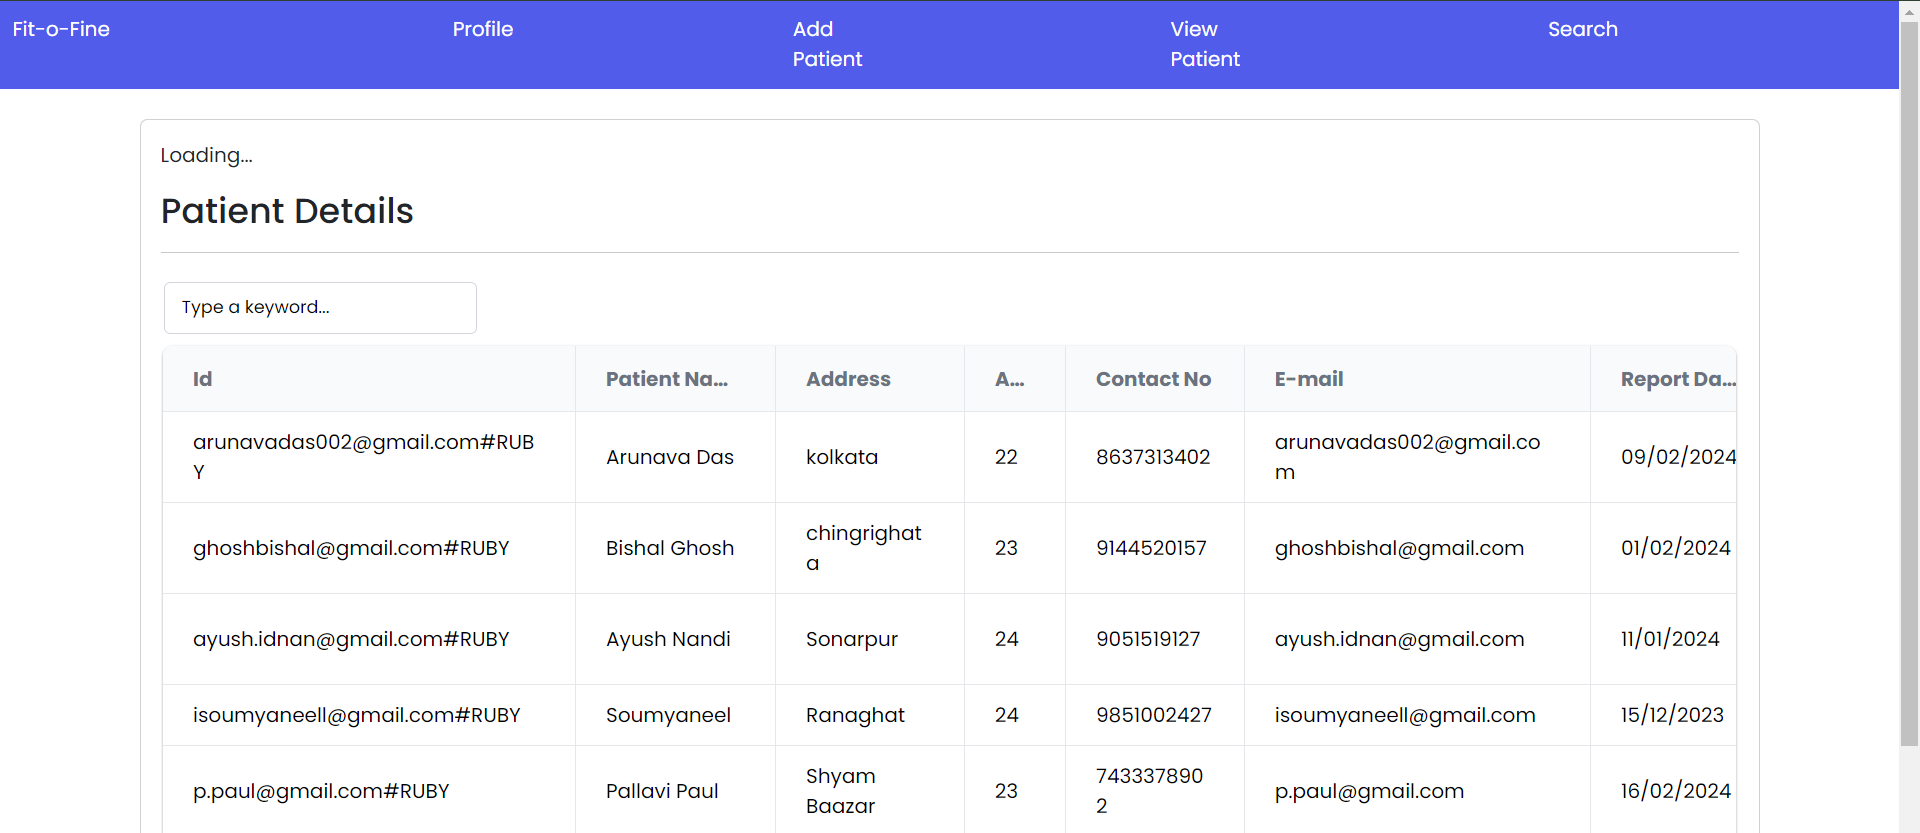 Fit-o-Fine Profile Add Patient View Patient Search
Loading...
Patient Details
Type a keyword...
Id Patient Na... Address A... Contact No E-mail Report Da...
arunavadas002@gmail.com#RUBY Arunava Das kolkata 22 8637313402 arunavadas002@gmail.com 09/02/2024
ghoshbishal@gmail.com#RUBY Bishal Ghosh chingrighata 23 9144520157 ghoshbishal@gmail.com 01/02/2024
ayush.idnan@gmail.com#RUBY Ayush Nandi Sonarpur 24 9051519127 ayush.idnan@gmail.com 11/01/2024
isoumyaneell@gmail.com#RUBY Soumyaneel Ranaghat 24 9851002427 isoumyaneell@gmail.com 15/12/2023
p.paul@gmail.com#RUBY Pallavi Paul Shyam Baazar 23 7433378902 p.paul@gmail.com 16/02/2024